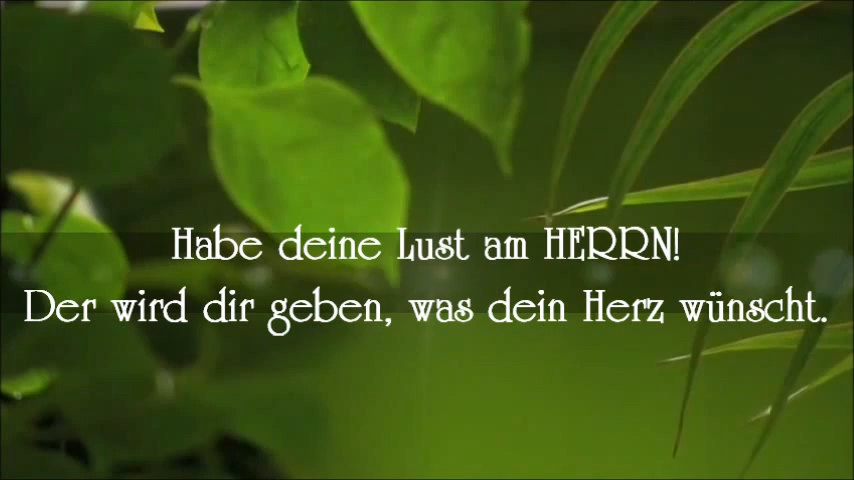 Habe deine Lust am HERRN!
Der wird dir geben, was dein Herz wünscht.